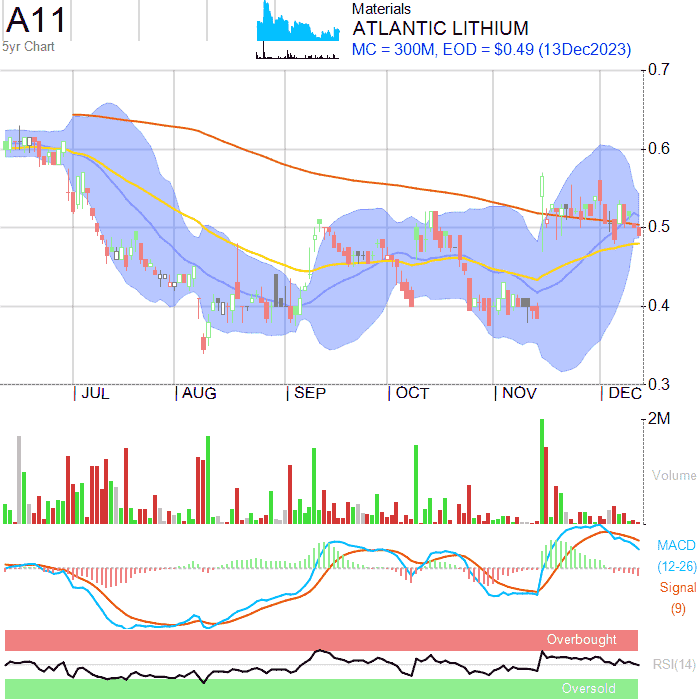 A11
5yr Chart
Materials
ATLANTIC LITHIUM
MC = 300M, EOD = $0.49 (13Dec2023)
0.7
0.6
0.5
0.4
0.3
JUL AUG SEP OCT NOV DEC
2M
Volume
MACD
(12-26)
Signal
(9)
Overbought
RSI(14)
Oversold